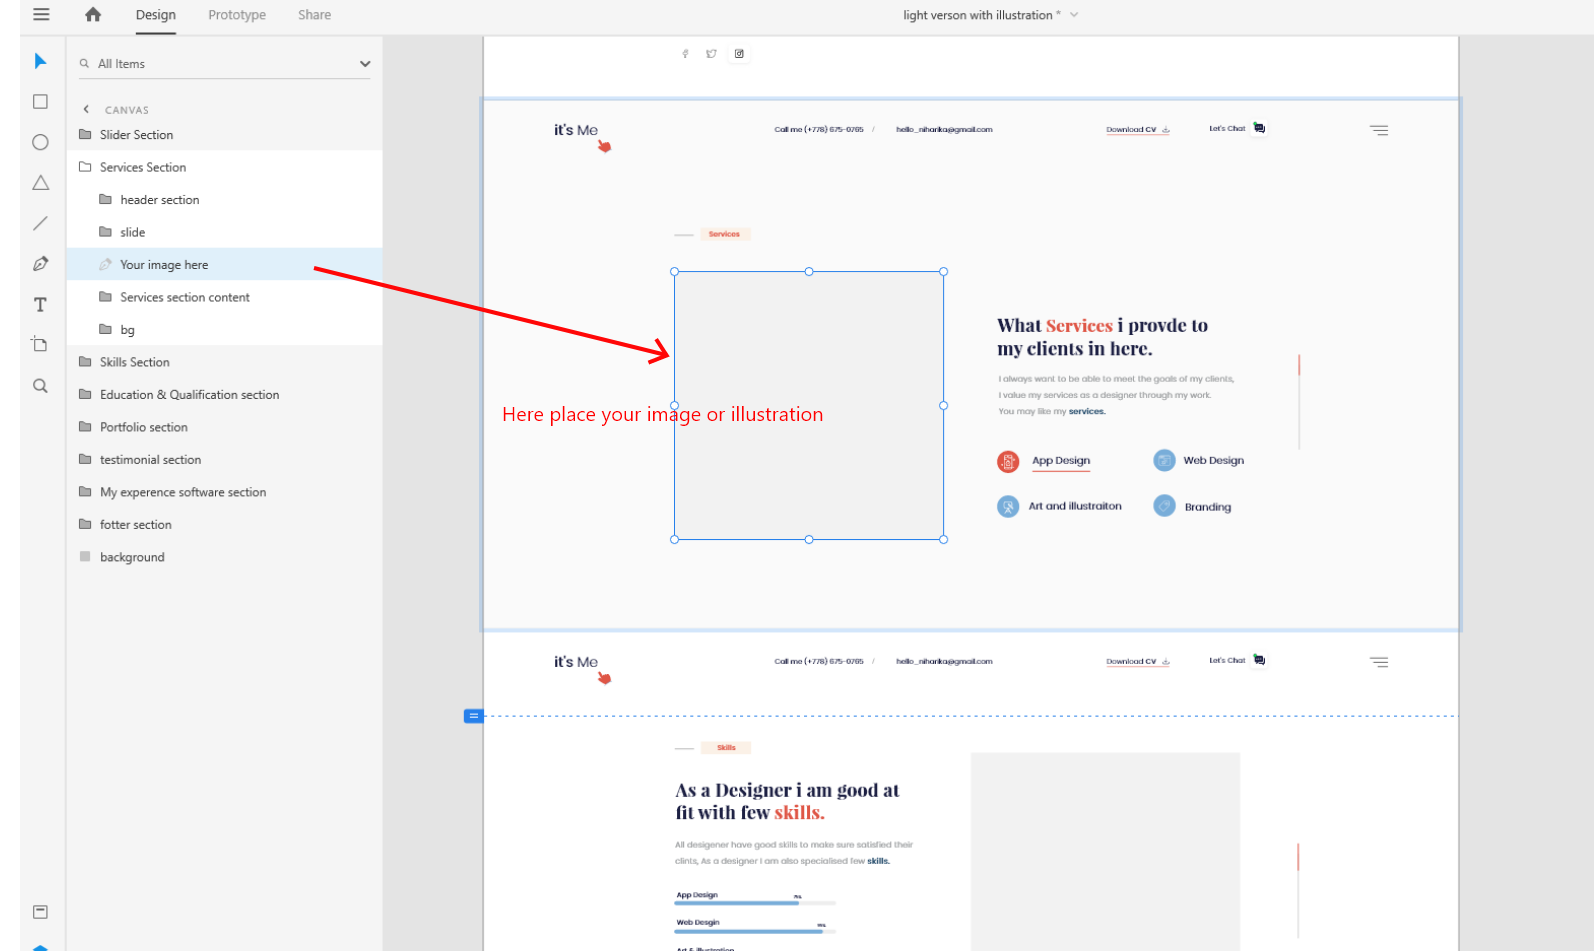 Design
Prototype
Share
light verson with illustration *
All Items
CANVAS
Slider Section
Services Section
header section
slide
Your image here
Services section content
bg
Skills Section
Education & Qualification section
Portfolio section
testimonial section
My experence software section
fotter section
background
it's Me
Call me (+778) 675-0765 /
hello_niharika@gmail.com
Download CV
Let's Chat
Services
Here place your image or illustration
What Services i provde to
my clients in here.
I always want to be able to meet the goals of my clients,
I value my services as a designer through my work.
You may like my services.
App Design
Web Design
Art and illustraiton
Branding
it's Me
Call me (+778) 675-0765 /
hello_niharika@gmail.com
Download CV
Let's Chat
Skills
As a Designer i am good at
fit with few skills.
All desigener have good skills to make sure satisfied their
clints, As a designer I am also specialised few skills.
App Design
Web Desgin